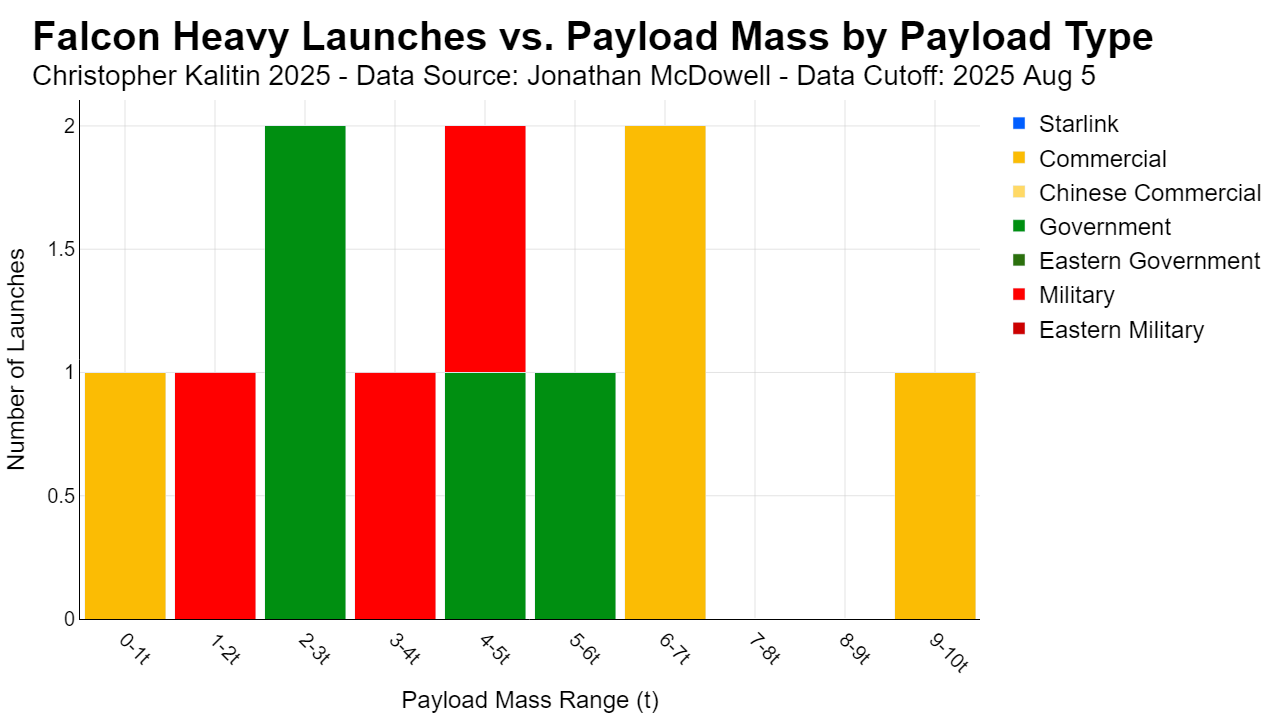 Falcon Heavy Launches vs. Payload Mass by Payload Type
Christopher Kalitin 2025 - Data Source: Jonathan McDowell - Data Cutoff: 2025 Aug 5
Number of Launches
2
1.5
1
0.5
0
0-1t
1-2t
2-3t
3-4t
4-5t
5-6t
6-7t
7-8t
8-9t
9-10t
Payload Mass Range (t)
Starlink
Commercial
Chinese Commercial
Government
Eastern Government
Military
Eastern Military